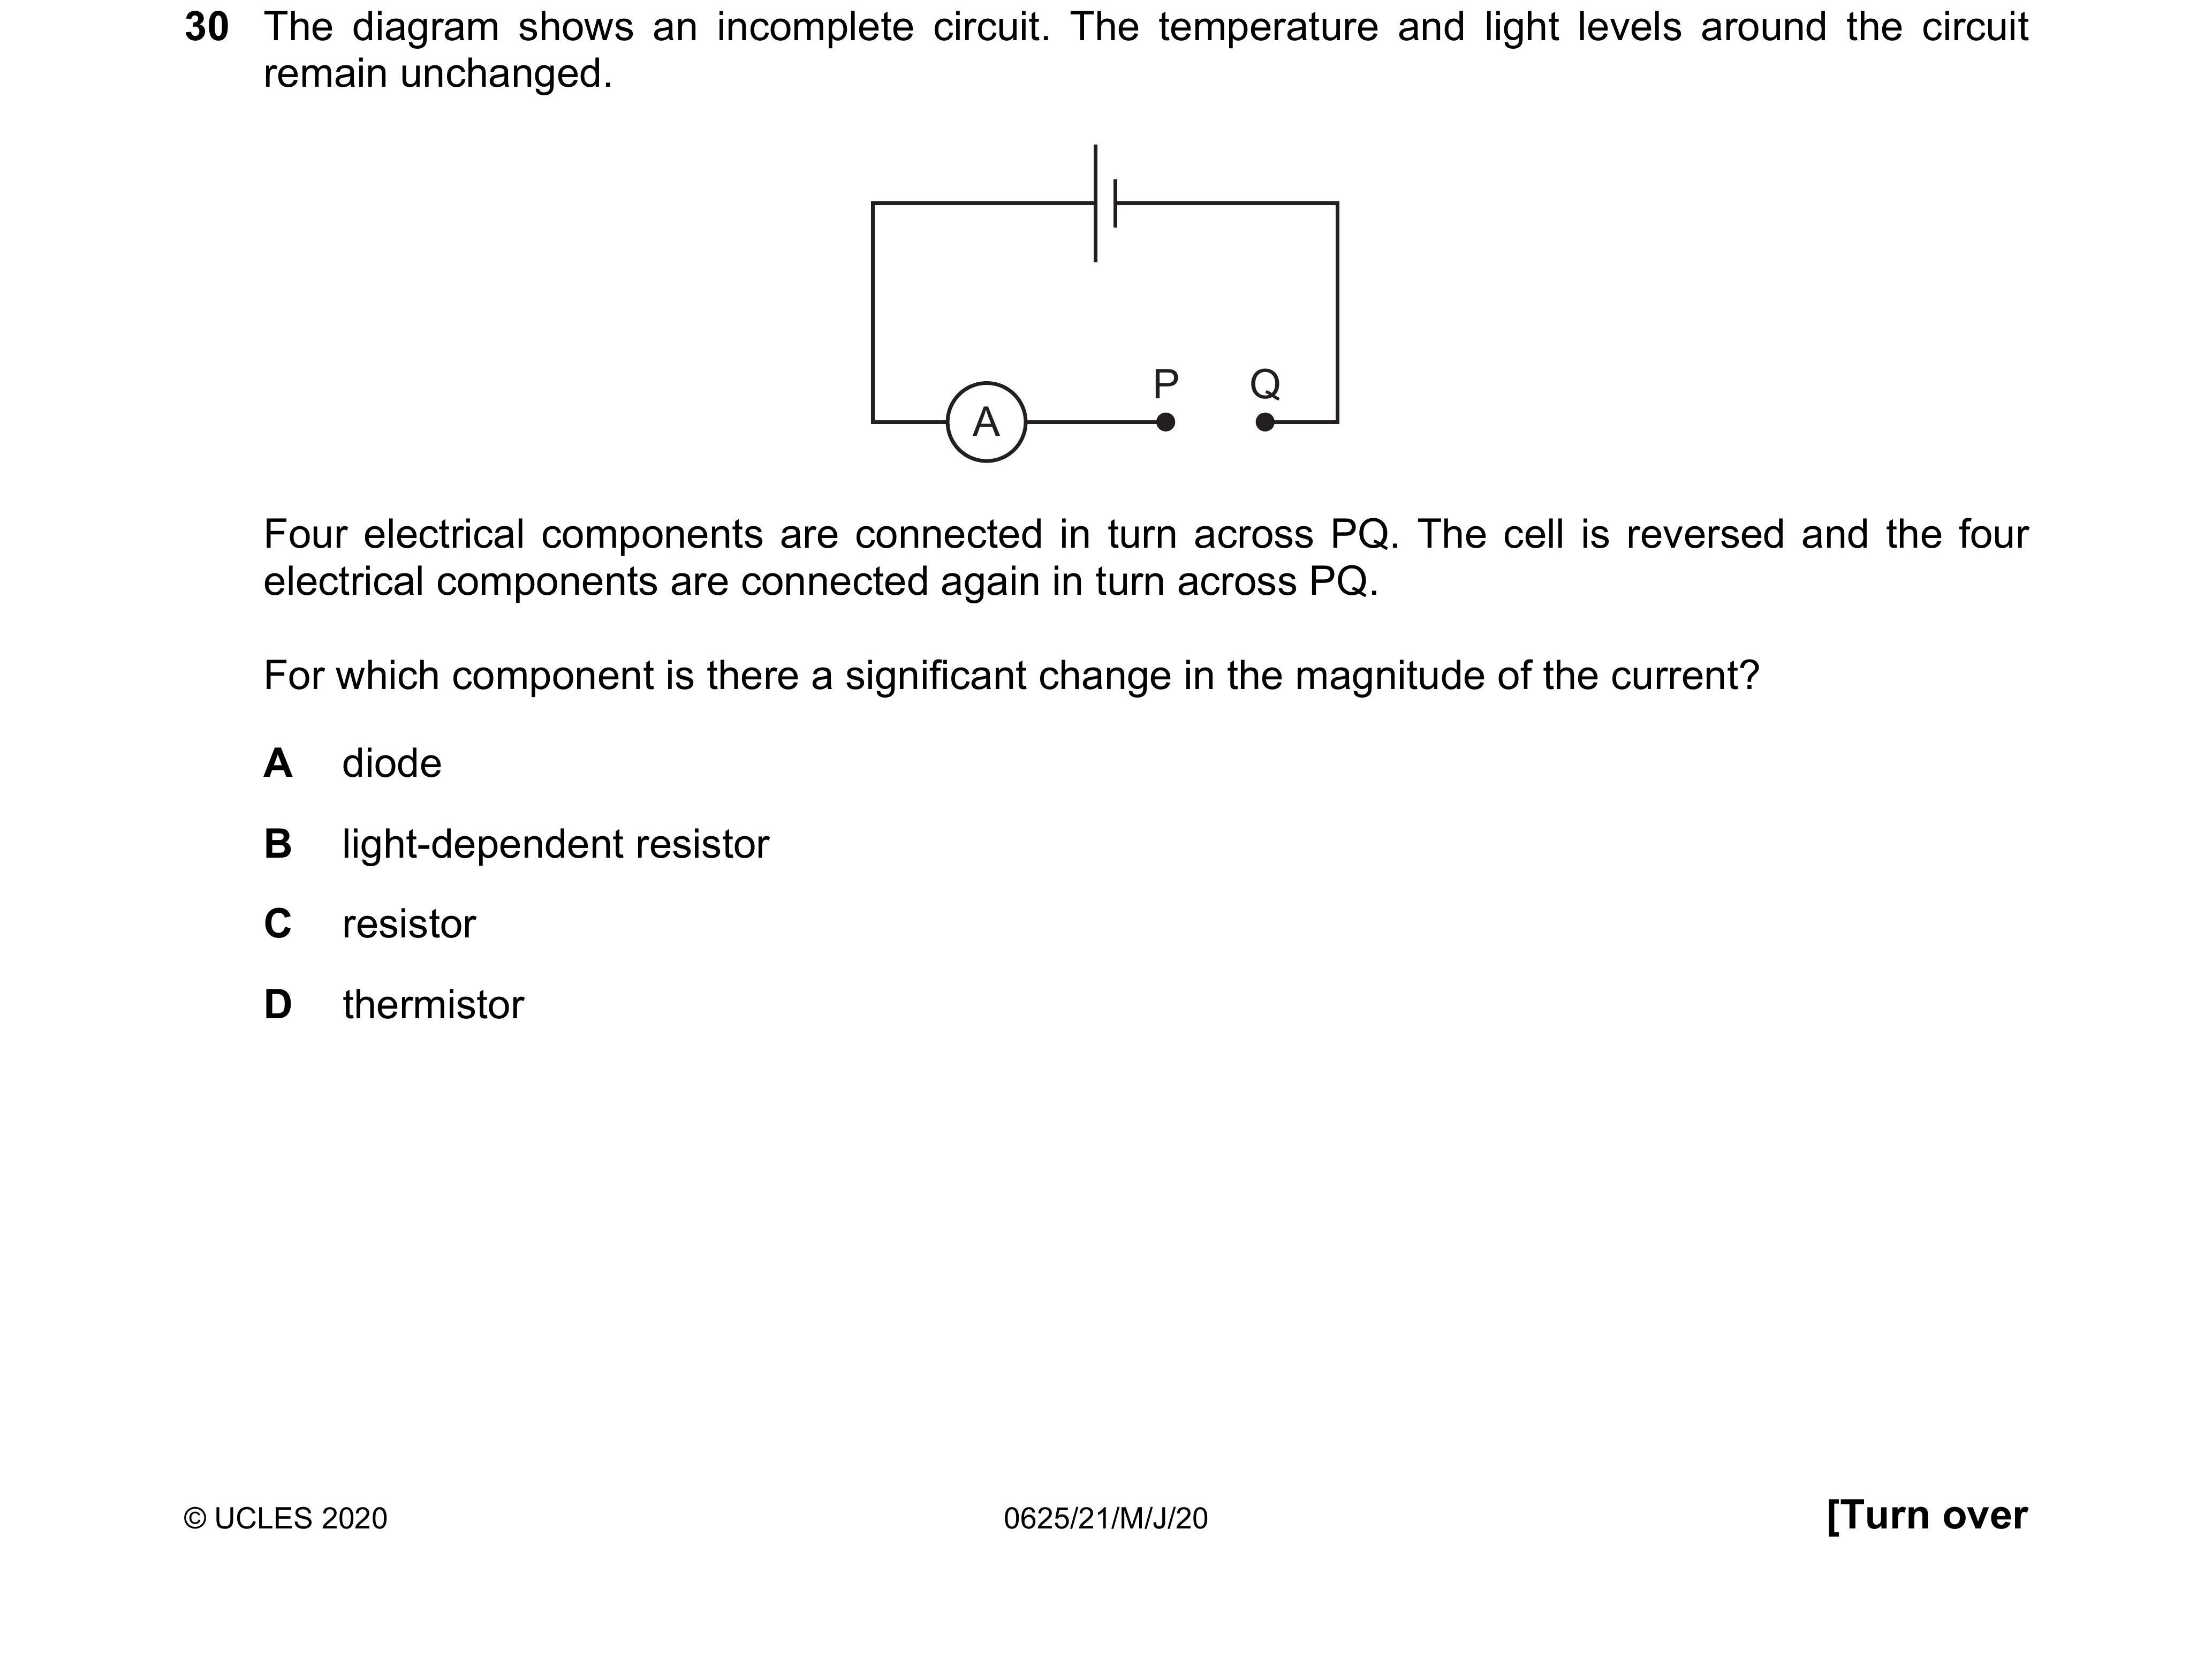 30 The diagram shows an incomplete circuit. The temperature and light levels around the circuit
remain unchanged.
P Q
A
Four electrical components are connected in turn across PQ. The cell is reversed and the four
electrical components are connected again in turn across PQ.
For which component is there a significant change in the magnitude of the current?
A diode
B light-dependent resistor
C resistor
D thermistor
© UCLES 2020 0625/21/M/J/20 [Turn over